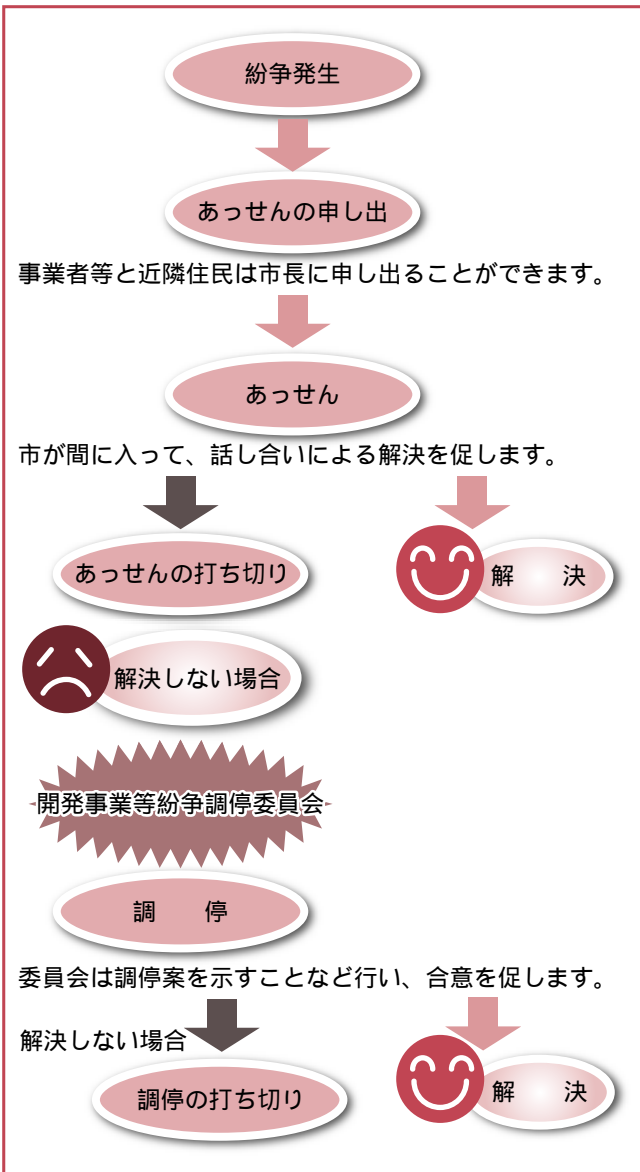 紛争発生
あっせんの申し出
事業者等と近隣住民は市長に申し出ることができます。
あっせん
市が間に入って、話し合いによる解決を促します。
あっせんの打ち切り
解　決
解決しない場合
開発事業等紛争調停委員会
調　停
委員会は調停案を示すことなど行い、合意を促します。
解決しない場合
調停の打ち切り
解　決